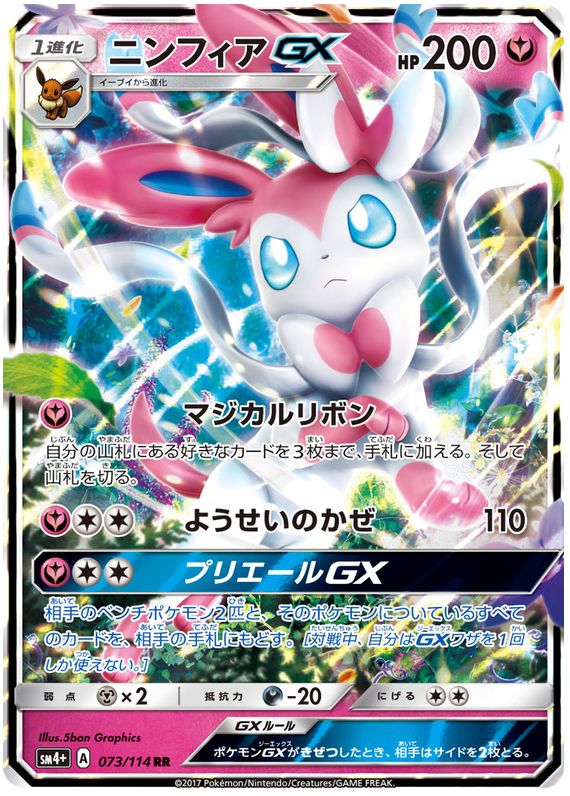 1進化
ニンフィアGX
HP200
イーブイから進化
マジカルリボン
自分の山札にある好きなカードを3枚まで、手札に加える。そして
山札を切る。
ようせいのかぜ 110
プリエールGX
相手のベンチポケモン2匹と、そのポケモンについているすべて
のカードを、相手の手札にもどす。[対戦中、自分はGXワザを1回
しか使えない。]
弱点 ×2 抵抗力 -20 にげる
Illus.5ban Graphics
GXルール
ポケモンGXがきぜつしたとき、相手はサイドを2枚とる。
SM4+ A 073/114 RR
©2017 Pokémon/Nintendo/Creatures/GAME FREAK.